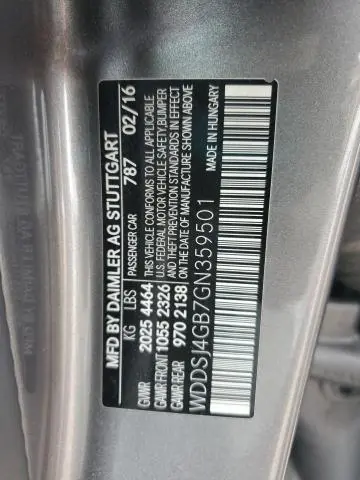 MFD BY DAIMLER AG STUTTGART
PASSENGER CAR 787 02/16
KG LBS
GVWR 2025 4464
GAWR FRONT 1055 2326
GAWR REAR 970 2138
THIS VEHICLE CONFORMS TO ALL APPLICABLE
U.S. FEDERAL MOTOR VEHICLE SAFETY,BUMPER
AND THEFT PREVENTION STANDARDS IN EFFECT
ON THE DATE OF MANUFACTURE SHOWN ABOVE
WDDSJ4GB7GN359501
MADE IN HUNGARY